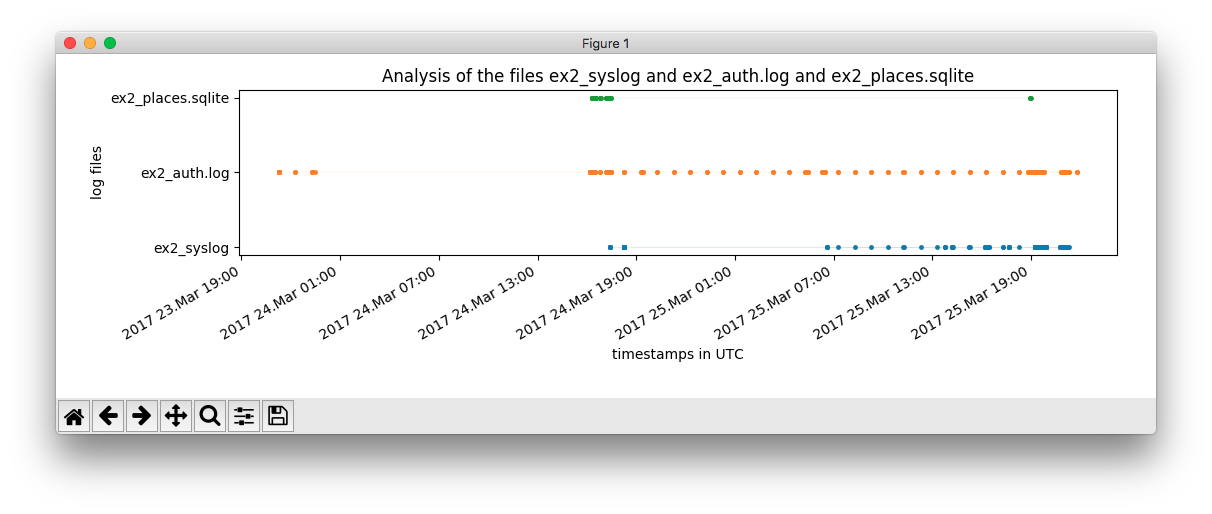 Figure 1
Analysis of the files ex2_syslog and ex2_auth.log and ex2_places.sqlite
ex2_places.sqlite
log files
ex2_auth.log
ex2_syslog
2017 23.Mar 19:00
2017 24.Mar 01:00
2017 24.Mar 07:00
2017 24.Mar 13:00
2017 24.Mar 19:00
2017 25.Mar 01:00
2017 25.Mar 07:00
2017 25.Mar 13:00
2017 25.Mar 19:00
timestamps in UTC